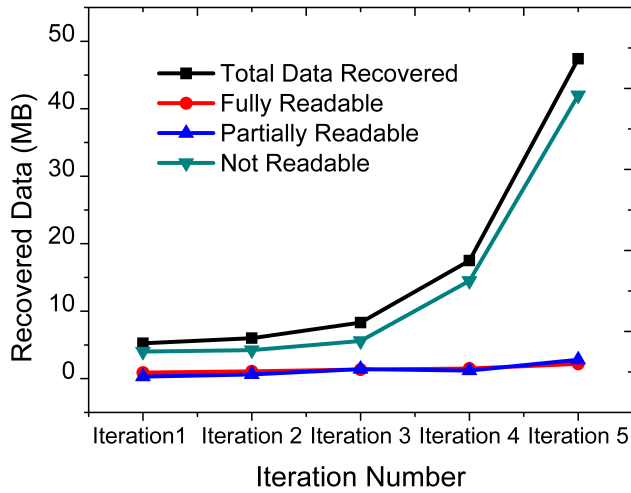 50
40
30
20
10
0
Recovered Data (MB)
Total Data Recovered
Fully Readable
Partially Readable
Not Readable
Iteration1 Iteration 2 Iteration 3 Iteration 4 Iteration 5
Iteration Number